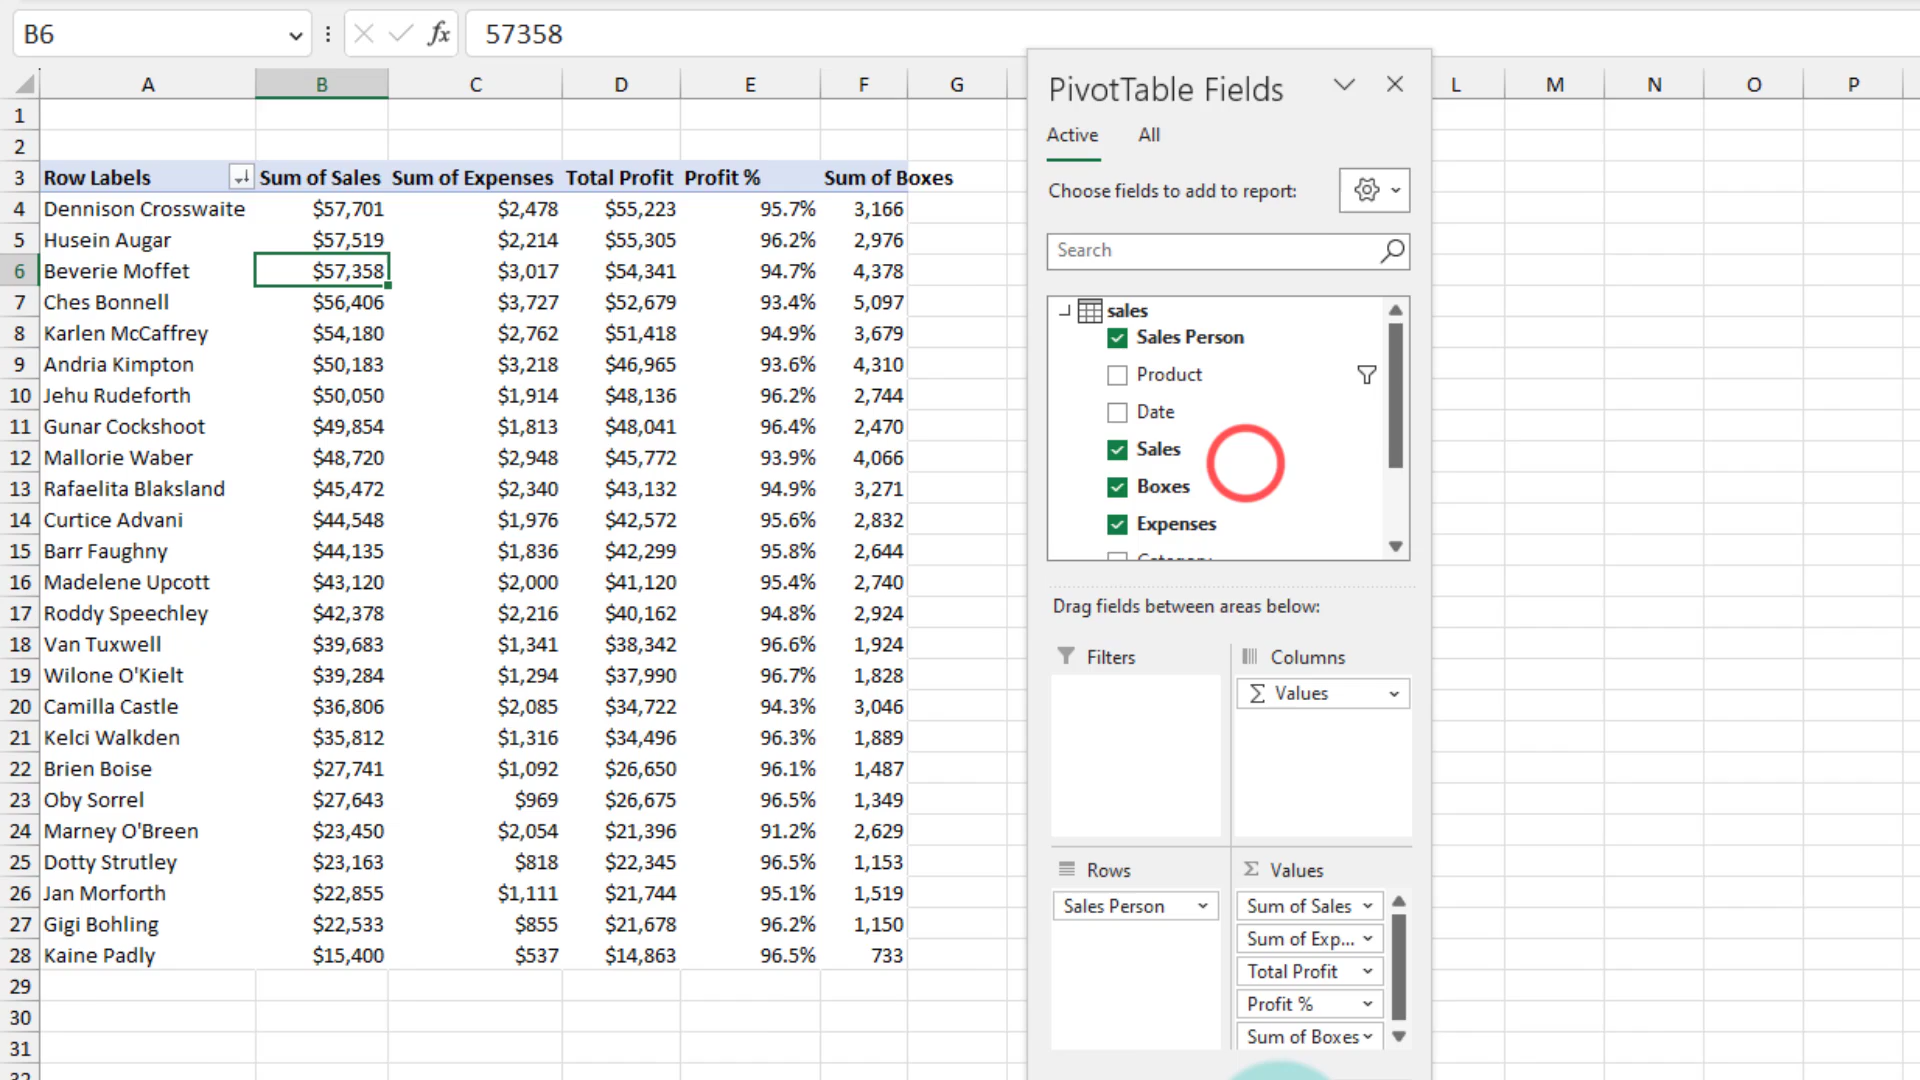 B6 fx 57358
A B C D E F G L M N O P
1
2
3 Row Labels Sum of Sales Sum of Expenses Total Profit Profit % Sum of Boxes
4 Dennison Crosswaite $57,701 $2,478 $55,223 95.7% 3,166
5 Husein Augar $57,519 $2,214 $55,305 96.2% 2,976
6 Beverie Moffet $57,358 $3,017 $54,341 94.7% 4,378
7 Ches Bonnell $56,406 $3,727 $52,679 93.4% 5,097
8 Karlen McCaffrey $54,180 $2,762 $51,418 94.9% 3,679
9 Andria Kimpton $50,183 $3,218 $46,965 93.6% 4,310
10 Jehu Rudeforth $50,050 $1,914 $48,136 96.2% 2,744
11 Gunar Cockshoot $49,854 $1,813 $48,041 96.4% 2,470
12 Mallorie Waber $48,720 $2,948 $45,772 93.9% 4,066
13 Rafaelita Blaksland $45,472 $2,340 $43,132 94.9% 3,271
14 Curtice Advani $44,548 $1,976 $42,572 95.6% 2,832
15 Barr Faughny $44,135 $1,836 $42,299 95.8% 2,644
16 Madelene Upcott $43,120 $2,000 $41,120 95.4% 2,740
17 Roddy Speechley $42,378 $2,216 $40,162 94.8% 2,924
18 Van Tuxwell $39,683 $1,341 $38,342 96.6% 1,924
19 Wilone O'Kielt $39,284 $1,294 $37,990 96.7% 1,828
20 Camilla Castle $36,806 $2,085 $34,722 94.3% 3,046
21 Kelci Walkden $35,812 $1,316 $34,496 96.3% 1,889
22 Brien Boise $27,741 $1,092 $26,650 96.1% 1,487
23 Oby Sorrel $27,643 $969 $26,675 96.5% 1,349
24 Marney O'Breen $23,450 $2,054 $21,396 91.2% 2,629
25 Dotty Strutley $23,163 $818 $22,345 96.5% 1,153
26 Jan Morforth $22,855 $1,111 $21,744 95.1% 1,519
27 Gigi Bohling $22,533 $855 $21,678 96.2% 1,150
28 Kaine Padly $15,400 $537 $14,863 96.5% 733
29
30
31
32
PivotTable Fields
Active All
Choose fields to add to report:
Search
sales
Sales Person
Product
Date
Sales
Boxes
Expenses
Category
Drag fields between areas below:
Filters
Columns
Σ Values
Rows
Sales Person
Σ Values
Sum of Sales
Sum of Exp...
Total Profit
Profit %
Sum of Boxes